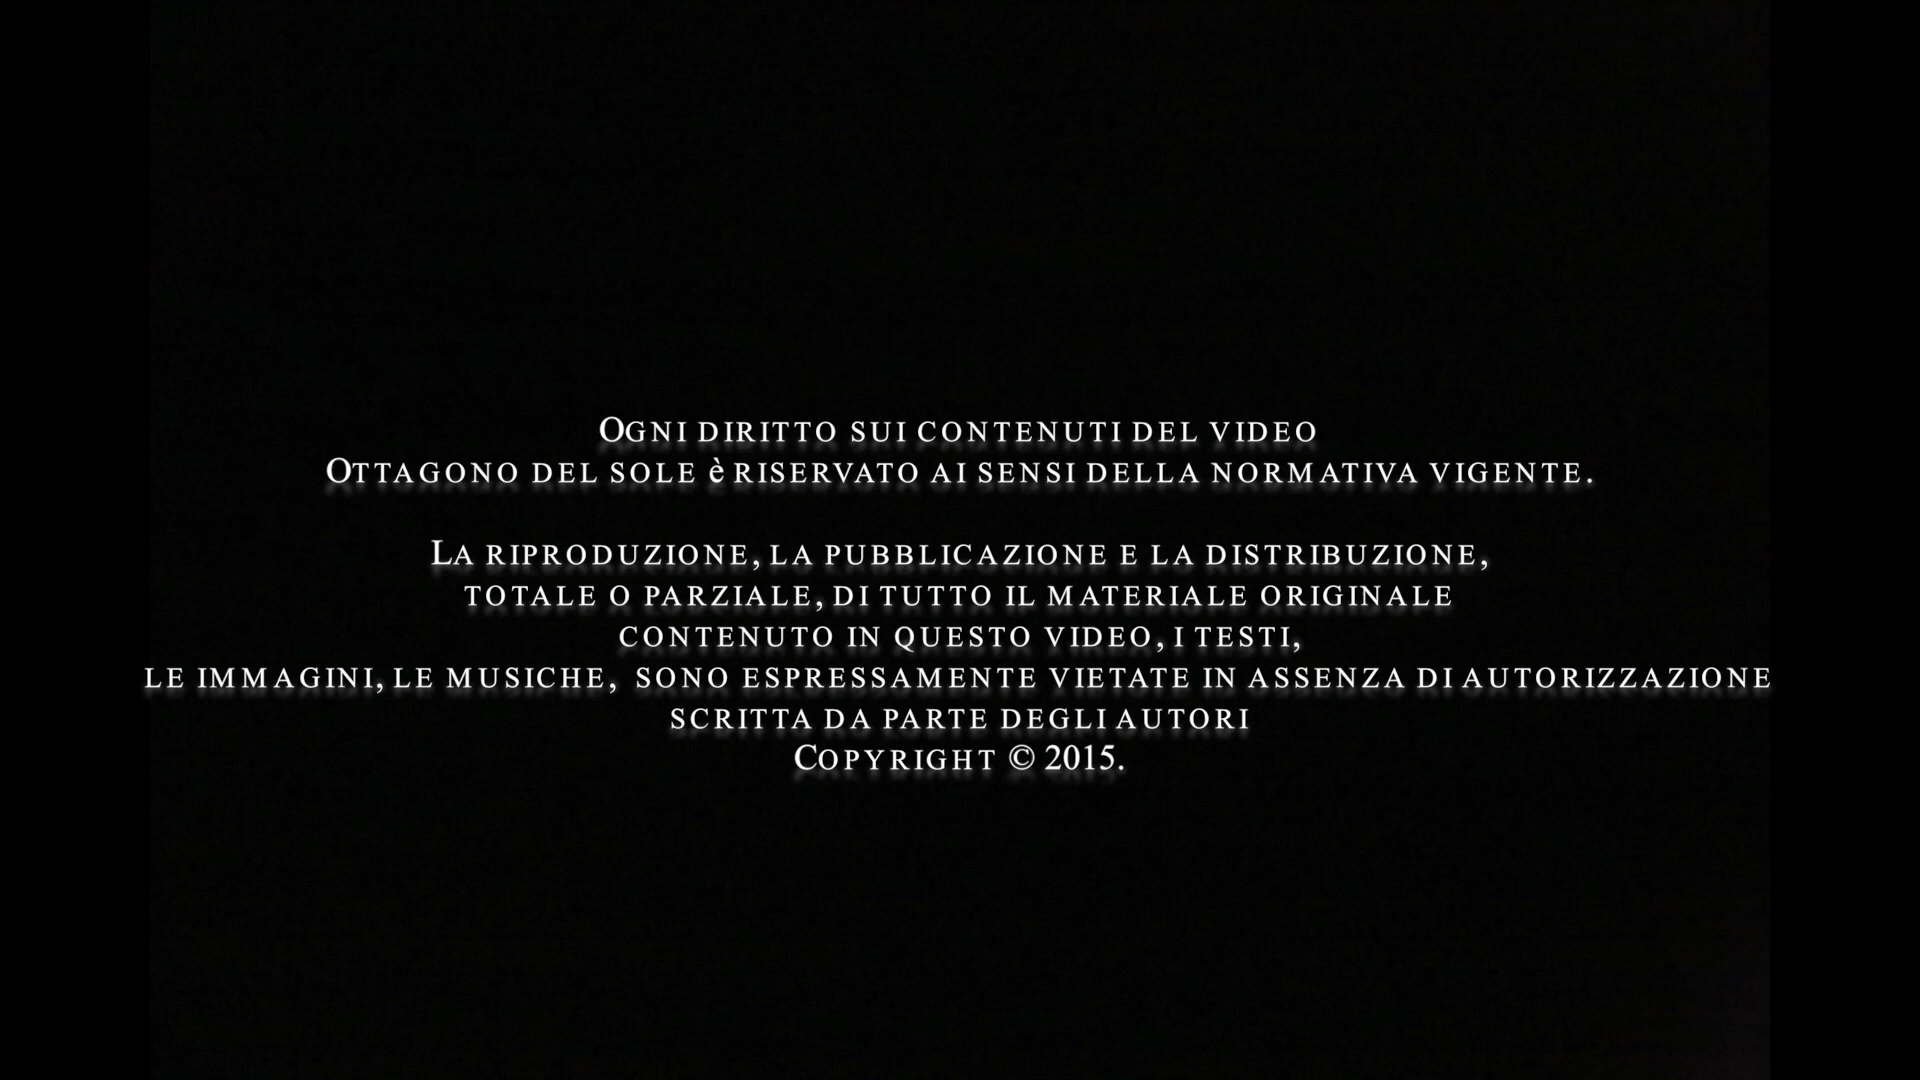 Ogni diritto sui contenuti del video
Ottagono del sole è riservato ai sensi della normativa vigente.
La riproduzione, la pubblicazione e la distribuzione,
totale o parziale, di tutto il materiale originale
contenuto in questo video, i testi,
le immagini, le musiche, sono espressamente vietate in assenza di autorizzazione
scritta da parte degli autori
Copyright © 2015.